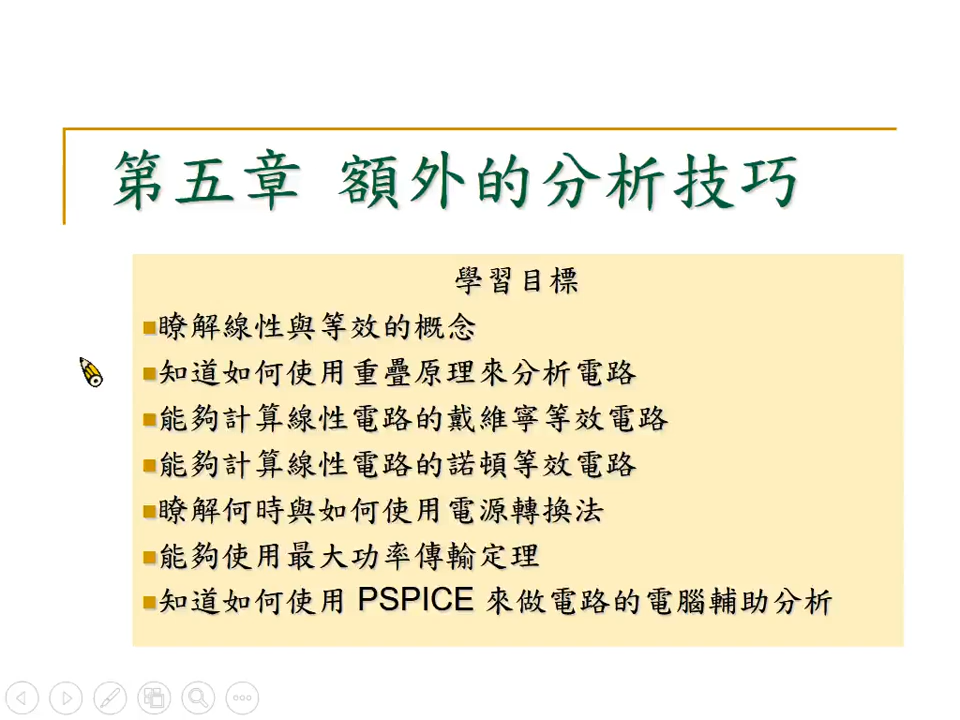 第五章 額外的分析技巧
學習目標
瞭解線性與等效的概念
知道如何使用重疊原理來分析電路
能夠計算線性電路的戴維寧等效電路
能夠計算線性電路的諾頓等效電路
瞭解何時與如何使用電源轉換法
能夠使用最大功率傳輸定理
知道如何使用 PSPICE 來做電路的電腦輔助分析